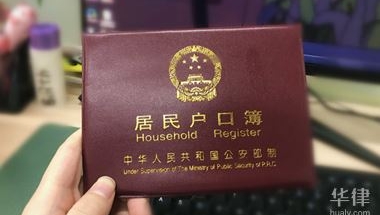 居民户口簿
Household Register
中华人民共和国公安部制
Under Supervision of The Ministry of Public Security of P.R.C.
华律
hualv.com